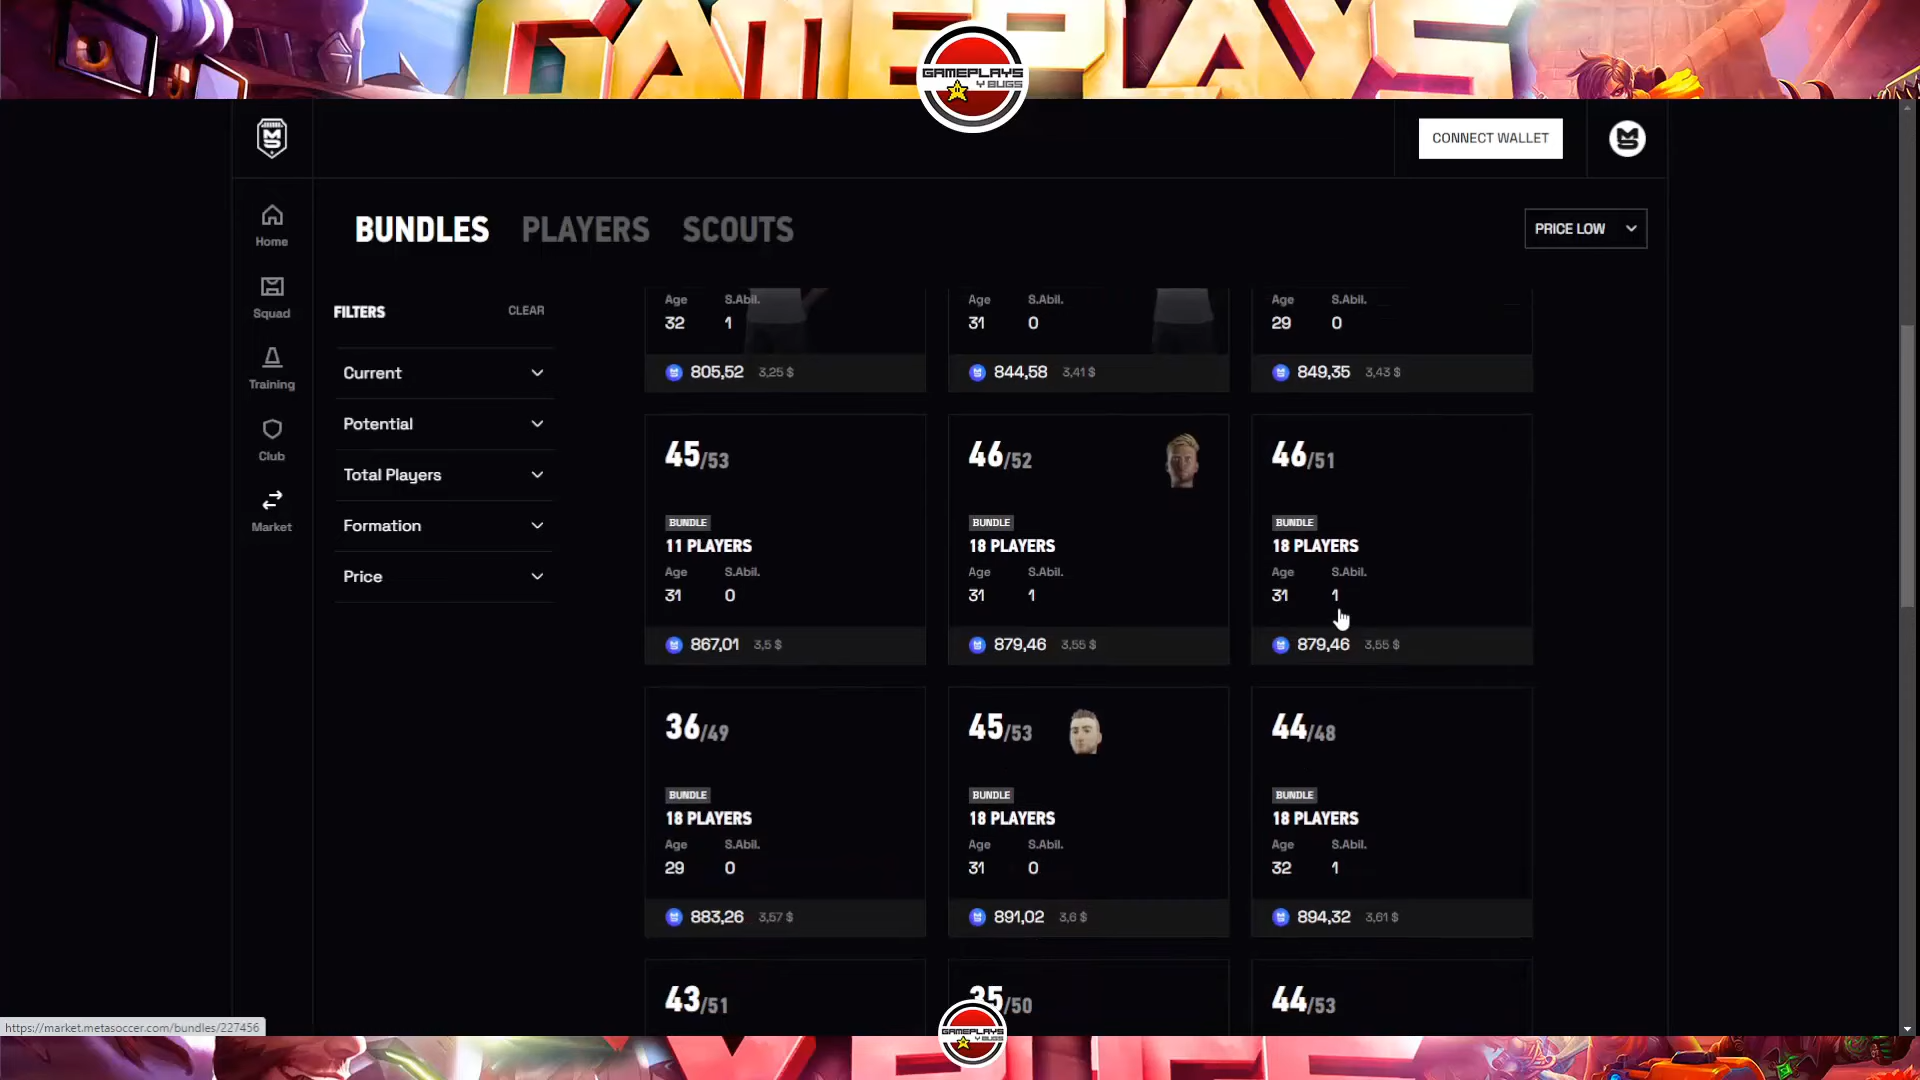 GAMEPLAYS
GAMEPLAYS
Y BUGS
CONNECT WALLET
BUNDLES PLAYERS SCOUTS
PRICE LOW
Home
Squad
Training
Club
Market
FILTERS CLEAR
Current
Potential
Total Players
Formation
Price
Age S.Abil. Age S.Abil. Age S.Abil.
32 1 31 0 29 0
805,52 3,25 $ 844,58 3,41 $ 849,35 3,43 $
45/53 46/52 46/51
BUNDLE BUNDLE BUNDLE
11 PLAYERS 18 PLAYERS 18 PLAYERS
Age S.Abil. Age S.Abil. Age S.Abil.
31 0 31 1 31 1
867,01 3,5 $ 879,46 3,55 $ 879,46 3,55 $
36/49 45/53 44/48
BUNDLE BUNDLE BUNDLE
18 PLAYERS 18 PLAYERS 18 PLAYERS
Age S.Abil. Age S.Abil. Age S.Abil.
29 0 31 0 32 1
883,26 3,57 $ 891,02 3,6 $ 894,32 3,61 $
43/51 35/50 44/53
https://market.metasoccer.com/bundles/227456
GAMEPLAYS
Y BUGS